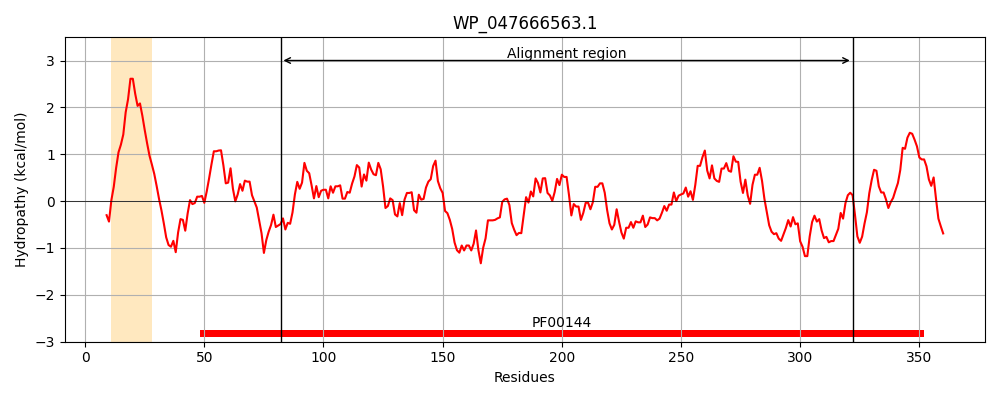 WP_047666563.1
Alignment region
PF00144
Hydropathy (kcal/mol)
3
2
1
0
−1
−2
−3
0 50 100 150 200 250 300 350
Residues